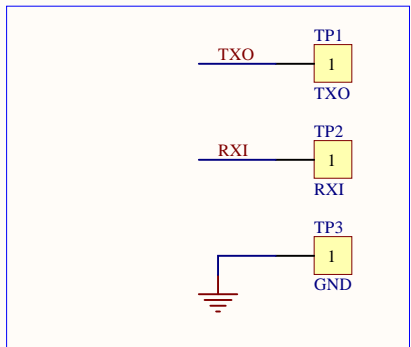 TP1
TXO 1
TXO
TP2
RXI 1
RXI
TP3
1
GND